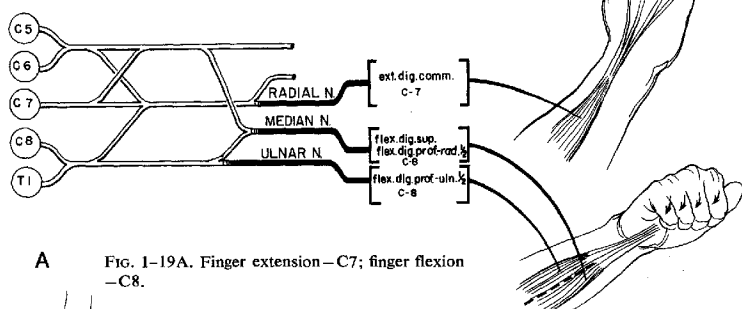 C5
C6
C7
C8
T1
RADIAL N.
MEDIAN N.
ULNAR N.
ext.dig.comm.
C-7
flex.dig.sup.
flex.dig.prof-rad.½
C-8
flex.dig.prof-uln.½
C-8
A
FIG. 1-19A. Finger extension—C7; finger flexion
—C8.